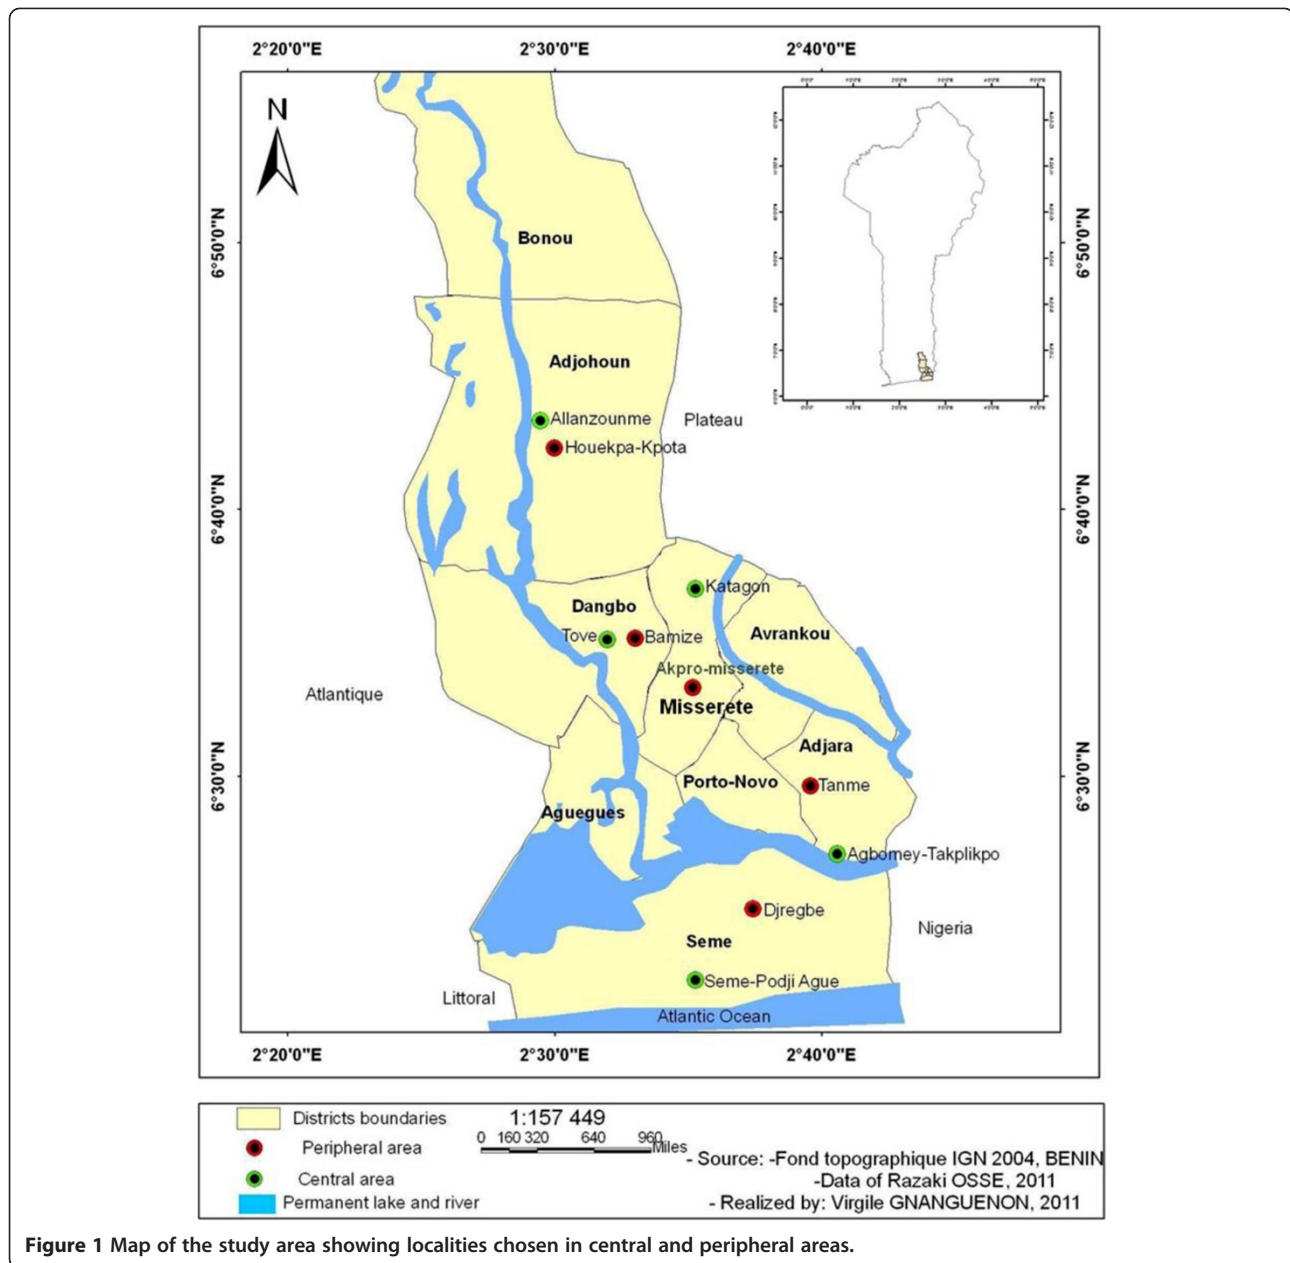 2°20'0"E 2°30'0"E 2°40'0"E
N
6°50'0"N 6°50'0"N
Bonou
Adjohoun
Allanzounme
Plateau
Houekpa-Kpota
6°40'0"N 6°40'0"N
Katagon
Dangbo
Avrankou
Tove
Bamize
Akpro-misserete
Atlantique
Misserete
Adjara
6°30'0"N 6°30'0"N
Porto-Novo
Tanme
Aguegues
Agbomey-Takplikpo
Djregbe
Nigeria
Seme
Seme-Podji Ague
Littoral
Atlantic Ocean
2°20'0"E 2°30'0"E 2°40'0"E
Districts boundaries
Peripheral area
Central area
Permanent lake and river
1:157 449
0 160 320 640 960 Miles
- Source: -Fond topographique IGN 2004, BENIN
-Data of Razaki OSSE, 2011
- Realized by: Virgile GNANGUENON, 2011
Figure 1 Map of the study area showing localities chosen in central and peripheral areas.